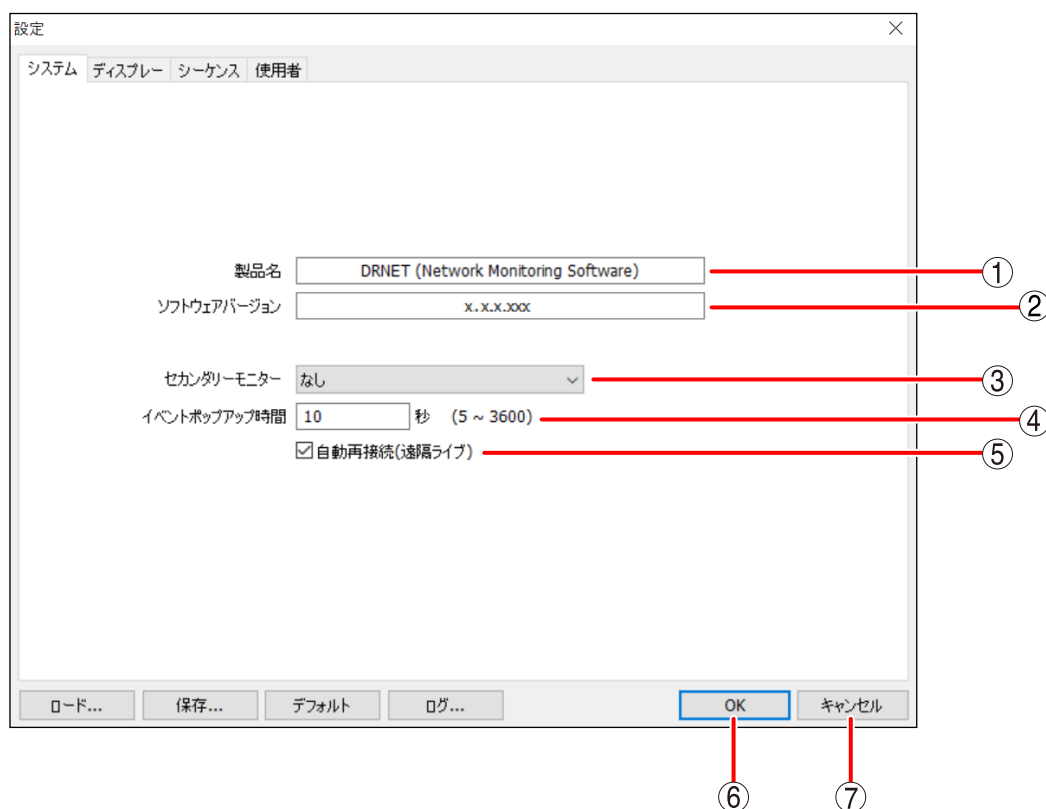 設定
システム ディスプレー シーケンス 使用者
製品名 DRNET (Network Monitoring Software) ①
ソフトウェアバージョン x.x.x.xxx ②
セカンダリーモニター なし ③
イベントポップアップ時間 10 秒 (5 ~ 3600) ④
自動再接続(遠隔ライブ) ⑤
ロード... 保存... デフォルト ログ... OK キャンセル
⑥ ⑦